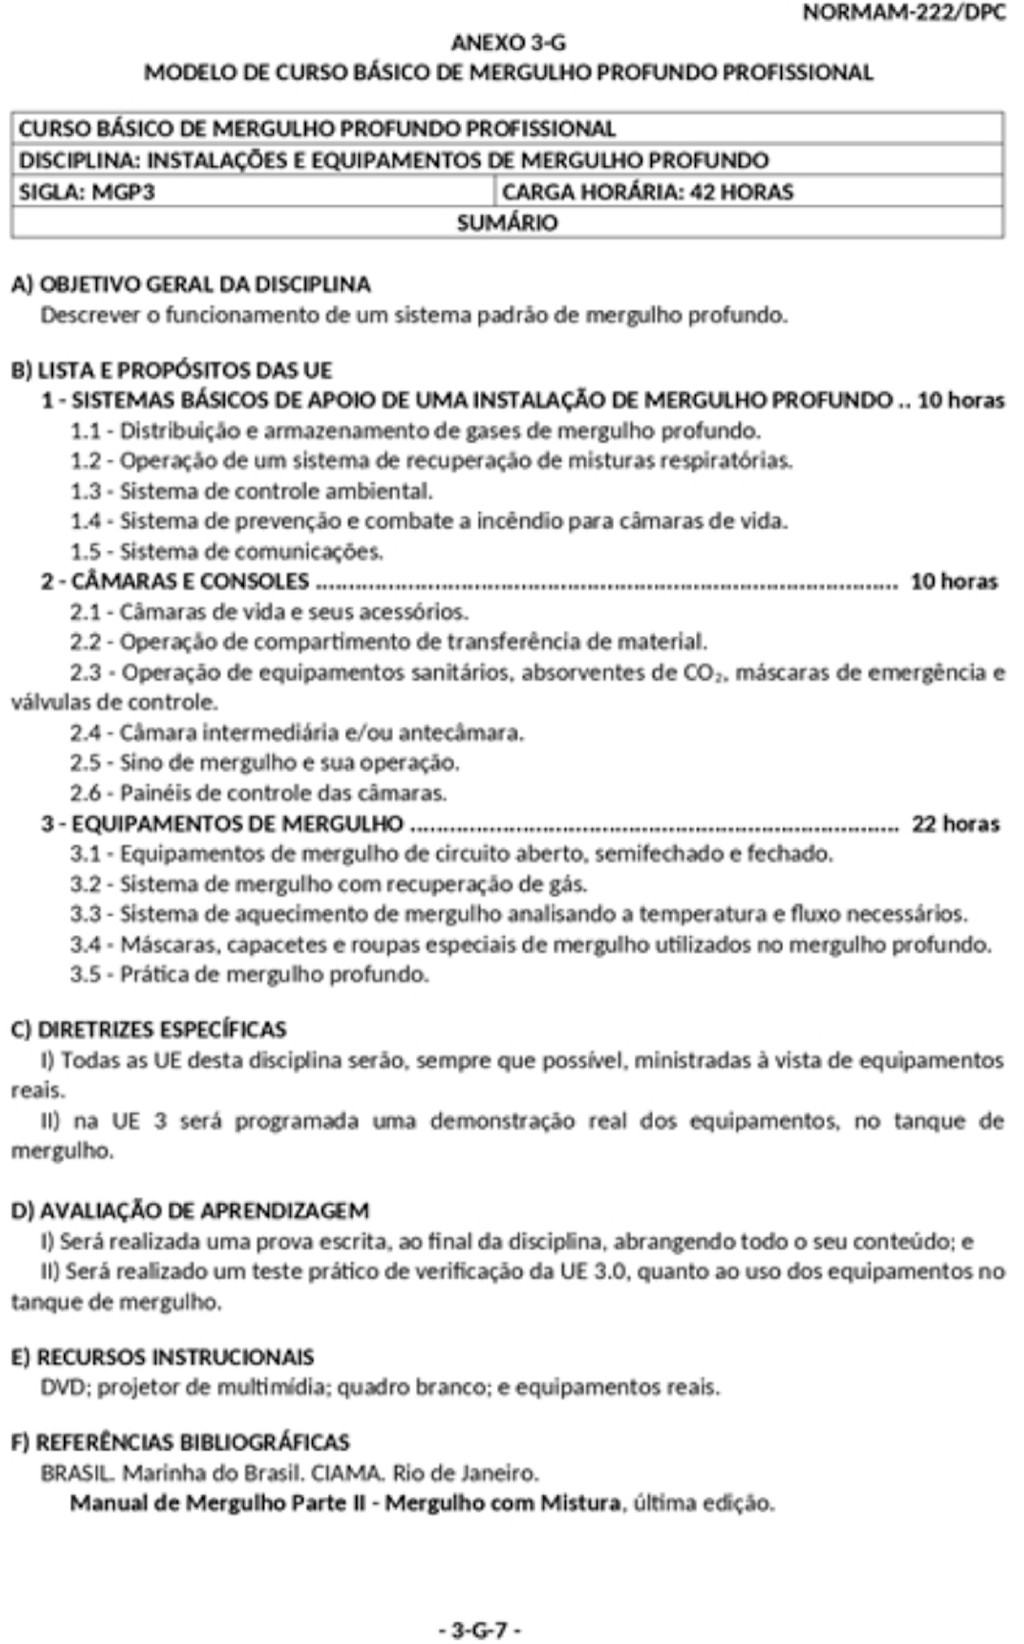 NORMAM-222/DPC
ANEXO 3-G
MODELO DE CURSO BÁSICO DE MERGULHO PROFUNDO PROFISSIONAL
CURSO BÁSICO DE MERGULHO PROFUNDO PROFISSIONAL
DISCIPLINA: INSTALAÇÕES E EQUIPAMENTOS DE MERGULHO PROFUNDO
SIGLA: MGP3 CARGA HORÁRIA: 42 HORAS
SUMÁRIO
A) OBJETIVO GERAL DA DISCIPLINA
Descrever o funcionamento de um sistema padrão de mergulho profundo.
B) LISTA E PROPÓSITOS DAS UE
1 - SISTEMAS BÁSICOS DE APOIO DE UMA INSTALAÇÃO DE MERGULHO PROFUNDO .. 10 horas
1.1 - Distribuição e armazenamento de gases de mergulho profundo.
1.2 - Operação de um sistema de recuperação de misturas respiratórias.
1.3 - Sistema de controle ambiental.
1.4 - Sistema de prevenção e combate a incêndio para câmaras de vida.
1.5 - Sistema de comunicações.
2 - CÂMARAS E CONSOLES ........................................................................................ 10 horas
2.1 - Câmaras de vida e seus acessórios.
2.2 - Operação de compartimento de transferência de material.
2.3 - Operação de equipamentos sanitários, absorventes de CO₂, máscaras de emergência e
válvulas de controle.
2.4 - Câmara intermediária e/ou antecâmara.
2.5 - Sino de mergulho e sua operação.
2.6 - Painéis de controle das câmaras.
3 - EQUIPAMENTOS DE MERGULHO .......................................................................... 22 horas
3.1 - Equipamentos de mergulho de circuito aberto, semifechado e fechado.
3.2 - Sistema de mergulho com recuperação de gás.
3.3 - Sistema de aquecimento de mergulho analisando a temperatura e fluxo necessários.
3.4 - Máscaras, capacetes e roupas especiais de mergulho utilizados no mergulho profundo.
3.5 - Prática de mergulho profundo.
C) DIRETRIZES ESPECÍFICAS
I) Todas as UE desta disciplina serão, sempre que possível, ministradas à vista de equipamentos
reais.
II) na UE 3 será programada uma demonstração real dos equipamentos, no tanque de
mergulho.
D) AVALIAÇÃO DE APRENDIZAGEM
I) Será realizada uma prova escrita, ao final da disciplina, abrangendo todo o seu conteúdo; e
II) Será realizado um teste prático de verificação da UE 3.0, quanto ao uso dos equipamentos no
tanque de mergulho.
E) RECURSOS INSTRUCIONAIS
DVD; projetor de multimídia; quadro branco; e equipamentos reais.
F) REFERÊNCIAS BIBLIOGRÁFICAS
BRASIL. Marinha do Brasil. CIAMA. Rio de Janeiro.
Manual de Mergulho Parte II - Mergulho com Mistura, última edição.
- 3-G-7 -